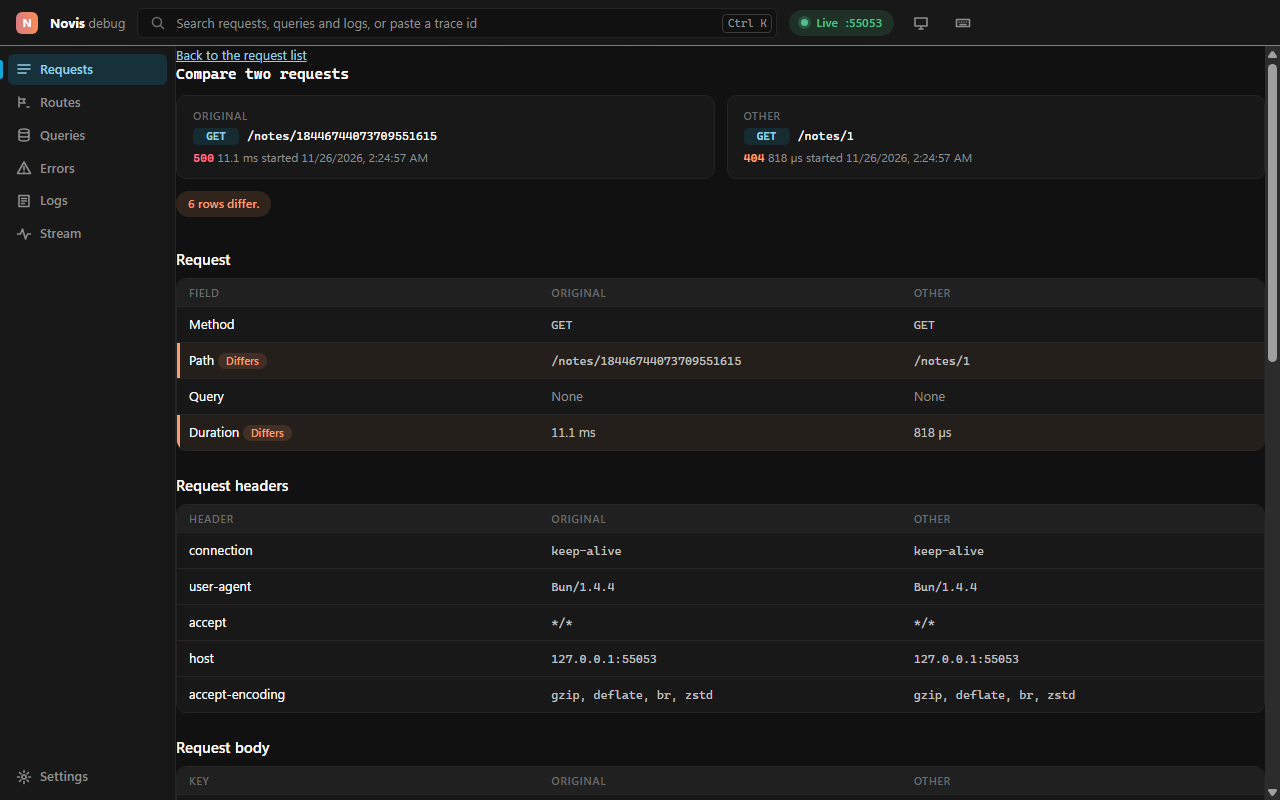 N Novis debug Search requests, queries and logs, or paste a trace id Ctrl K Live :55053
Requests
Routes
Queries
Errors
Logs
Stream
Settings
Back to the request list
Compare two requests
ORIGINAL
GET /notes/18446744073709551615
500 11.1 ms started 11/26/2026, 2:24:57 AM
OTHER
GET /notes/1
404 818 µs started 11/26/2026, 2:24:57 AM
6 rows differ.
Request
FIELD ORIGINAL OTHER
Method GET GET
Path Differs /notes/18446744073709551615 /notes/1
Query None None
Duration Differs 11.1 ms 818 µs
Request headers
HEADER ORIGINAL OTHER
connection keep-alive keep-alive
user-agent Bun/1.4.4 Bun/1.4.4
accept */* */*
host 127.0.0.1:55053 127.0.0.1:55053
accept-encoding gzip, deflate, br, zstd gzip, deflate, br, zstd
Request body
KEY ORIGINAL OTHER